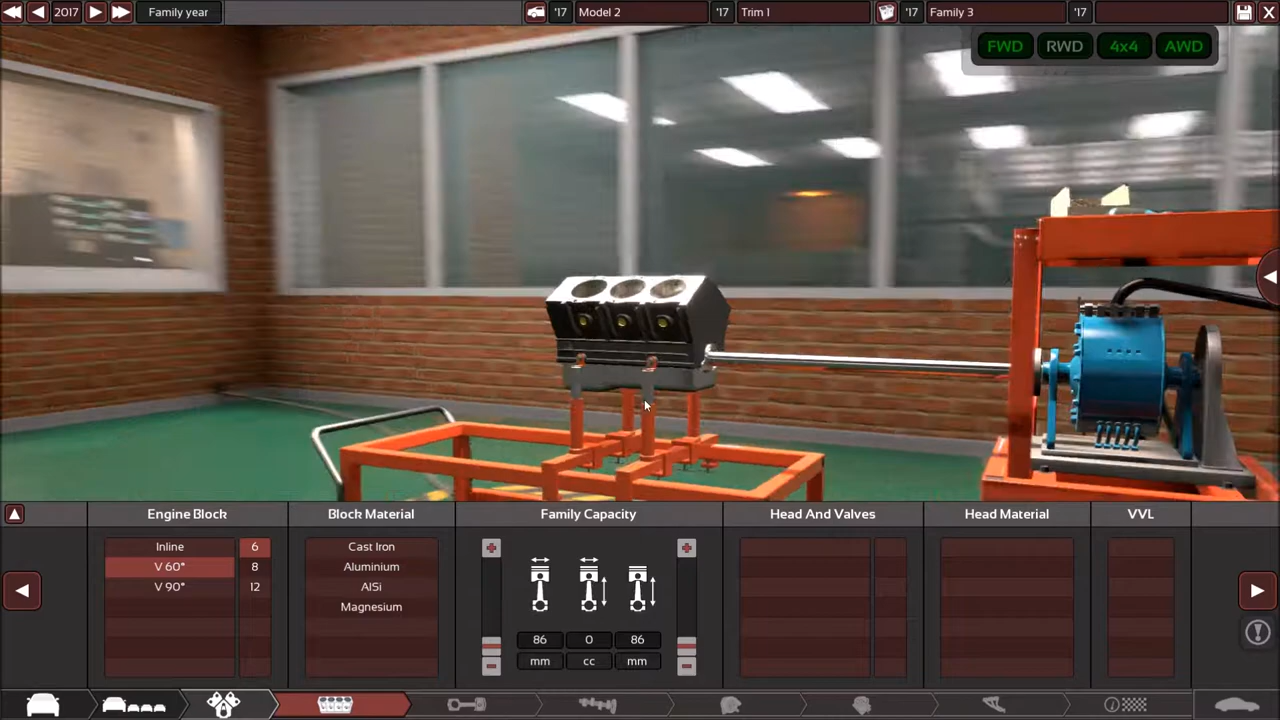 2017 Family year '17 Model 2 '17 Trim 1 '17 Family 3 '17
FWD RWD 4x4 AWD
Engine Block Block Material Family Capacity Head And Valves Head Material VVL
Inline 6 Cast Iron
V 60° 8 Aluminium
V 90° 12 AlSi
Magnesium
86 0 86
mm cc mm